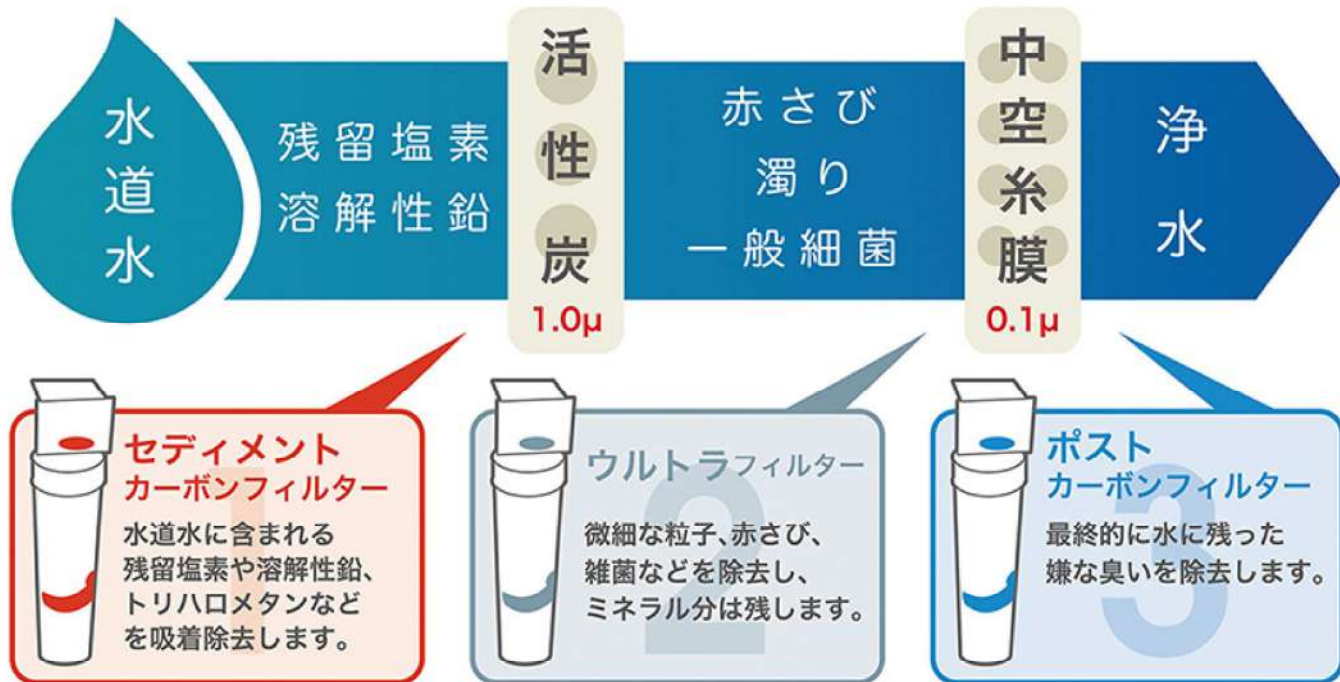 水道水
残留塩素
溶解性鉛
活性炭
1.0μ
赤さび
濁り
一般細菌
中空糸膜
0.1μ
浄水
1
セディメント
カーボンフィルター
水道水に含まれる
残留塩素や溶解性鉛、
トリハロメタンなど
を吸着除去します。
2
ウルトラフィルター
微細な粒子、赤さび、
雑菌などを除去し、
ミネラル分は残します。
3
ポスト
カーボンフィルター
最終的に水に残った
嫌な臭いを除去します。